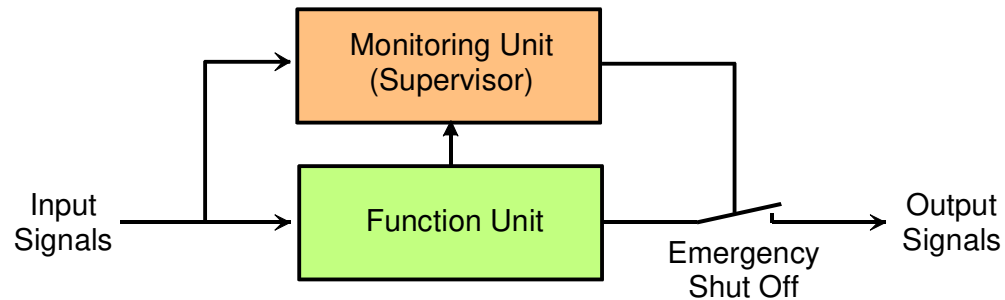 Monitoring Unit
(Supervisor)
Input
Signals
Function Unit
Output
Signals
Emergency
Shut Off